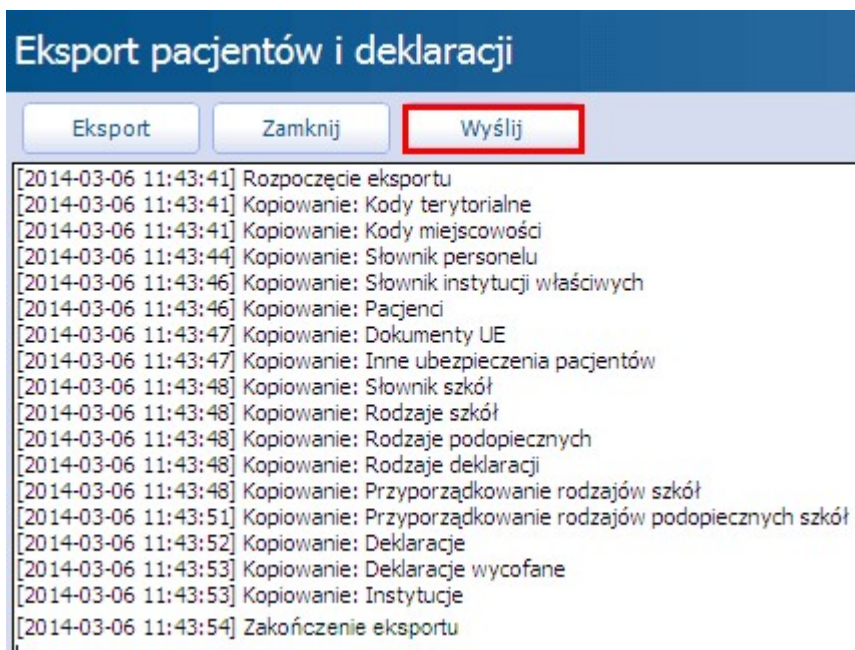 Eksport pacjentów i deklaracji
Eksport Zamknij Wyślij
[2014-03-06 11:43:41] Rozpoczęcie eksportu
[2014-03-06 11:43:41] Kopiowanie: Kody terytorialne
[2014-03-06 11:43:41] Kopiowanie: Kody miejscowości
[2014-03-06 11:43:44] Kopiowanie: Słownik personelu
[2014-03-06 11:43:46] Kopiowanie: Słownik instytucji właściwych
[2014-03-06 11:43:46] Kopiowanie: Pacjenci
[2014-03-06 11:43:47] Kopiowanie: Dokumenty UE
[2014-03-06 11:43:47] Kopiowanie: Inne ubezpieczenia pacjentów
[2014-03-06 11:43:48] Kopiowanie: Słownik szkół
[2014-03-06 11:43:48] Kopiowanie: Rodzaje szkół
[2014-03-06 11:43:48] Kopiowanie: Rodzaje podopiecznych
[2014-03-06 11:43:48] Kopiowanie: Rodzaje deklaracji
[2014-03-06 11:43:48] Kopiowanie: Przyporządkowanie rodzajów szkół
[2014-03-06 11:43:51] Kopiowanie: Przyporządkowanie rodzajów podopiecznych szkół
[2014-03-06 11:43:52] Kopiowanie: Deklaracje
[2014-03-06 11:43:53] Kopiowanie: Deklaracje wycofane
[2014-03-06 11:43:53] Kopiowanie: Instytucje
[2014-03-06 11:43:54] Zakończenie eksportu